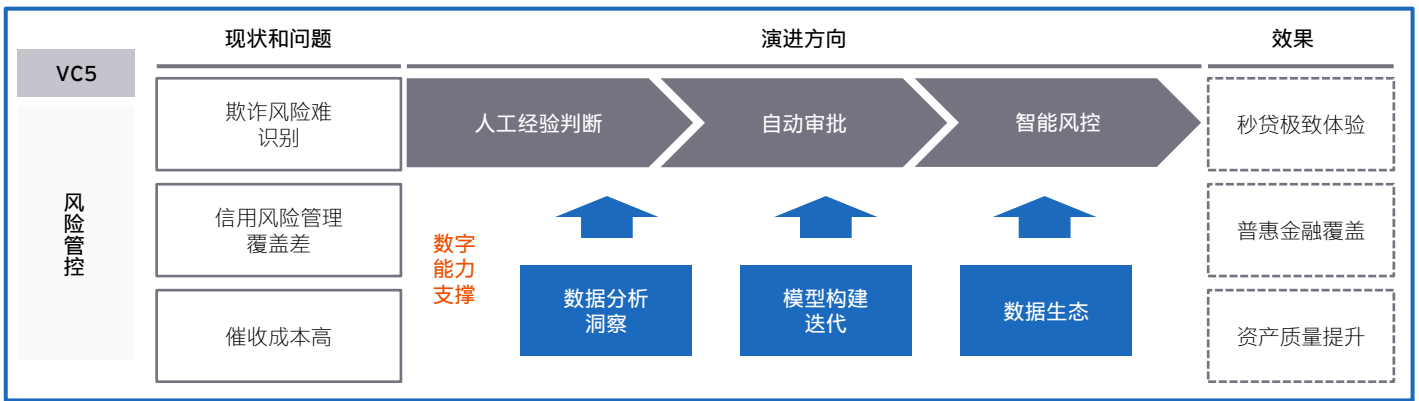 现状和问题
演进方向
效果
VC5
风险管控
欺诈风险难
识别
信用风险管理
覆盖差
催收成本高
人工经验判断
自动审批
智能风控
数字
能力
支撑
数据分析
洞察
模型构建
迭代
数据生态
秒贷极致体验
普惠金融覆盖
资产质量提升